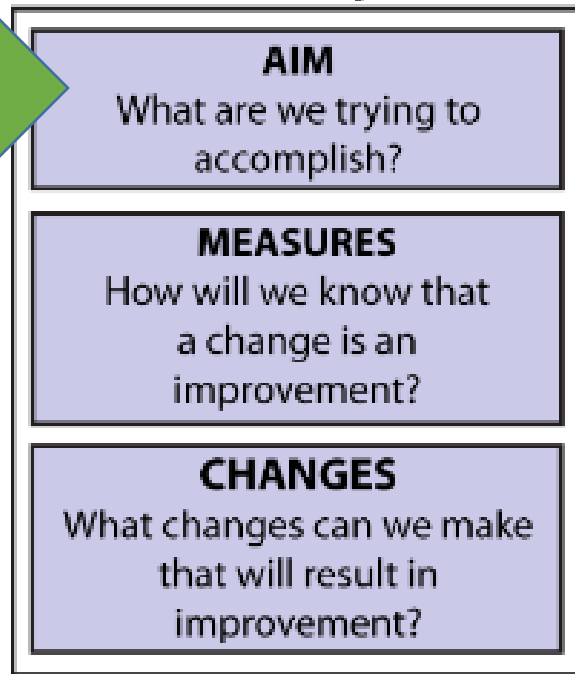 AIM
What are we trying to
accomplish?
MEASURES
How will we know that
a change is an
improvement?
CHANGES
What changes can we make
that will result in
improvement?